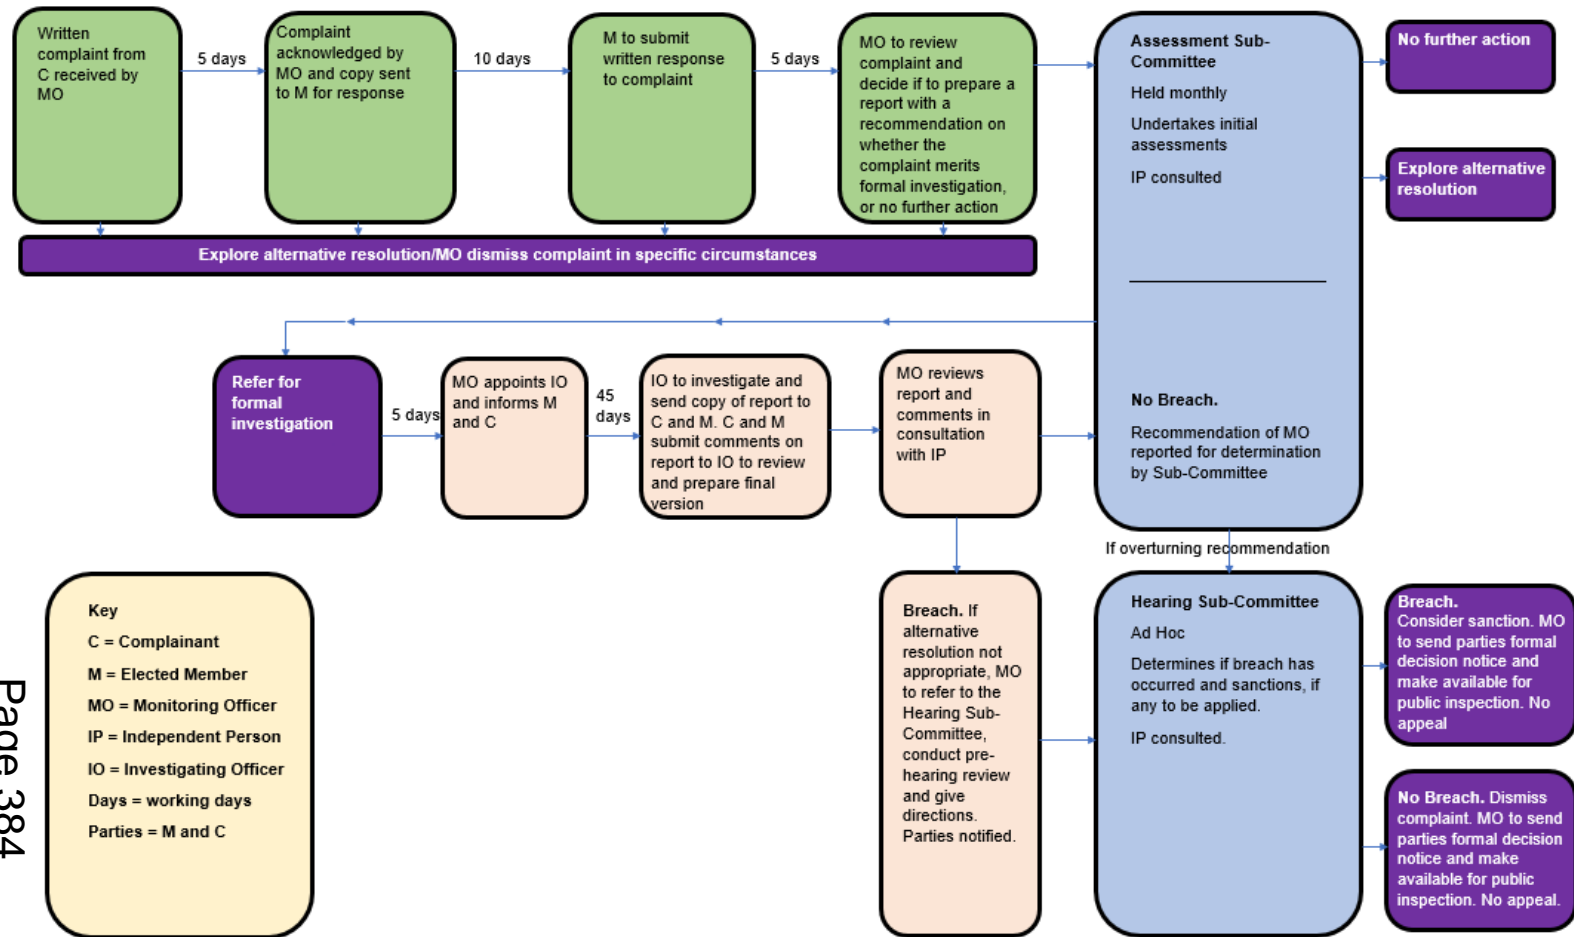 Written
complaint from
C received by
MO
5 days
Complaint
acknowledged by
MO and copy sent
to M for response
10 days
M to submit
written response
to complaint
5 days
MO to review
complaint and
decide if to prepare a
report with a
recommendation on
whether the
complaint merits
formal investigation,
or no further action
Assessment Sub-
Committee
Held monthly
Undertakes initial
assessments
IP consulted
No further action
Explore alternative
resolution
Explore alternative resolution/MO dismiss complaint in specific circumstances
Refer for
formal
investigation
5 days
MO appoints IO
and informs M
and C
45
days
IO to investigate and
send copy of report to
C and M. C and M
submit comments on
report to IO to review
and prepare final
version
MO reviews
report and
comments in
consultation
with IP
No Breach.
Recommendation of MO
reported for determination
by Sub-Committee
If overturning recommendation
Key
C = Complainant
M = Elected Member
MO = Monitoring Officer
IP = Independent Person
IO = Investigating Officer
Days = working days
Parties = M and C
Breach. If
alternative
resolution not
appropriate, MO
to refer to the
Hearing Sub-
Committee,
conduct pre-
hearing review
and give
directions.
Parties notified.
Hearing Sub-Committee
Ad Hoc
Determines if breach has
occurred and sanctions, if
any to be applied.
IP consulted.
Breach.
Consider sanction. MO
to send parties formal
decision notice and
make available for
public inspection. No
appeal
No Breach. Dismiss
complaint. MO to send
parties formal decision
notice and make
available for public
inspection. No appeal.
Page 384